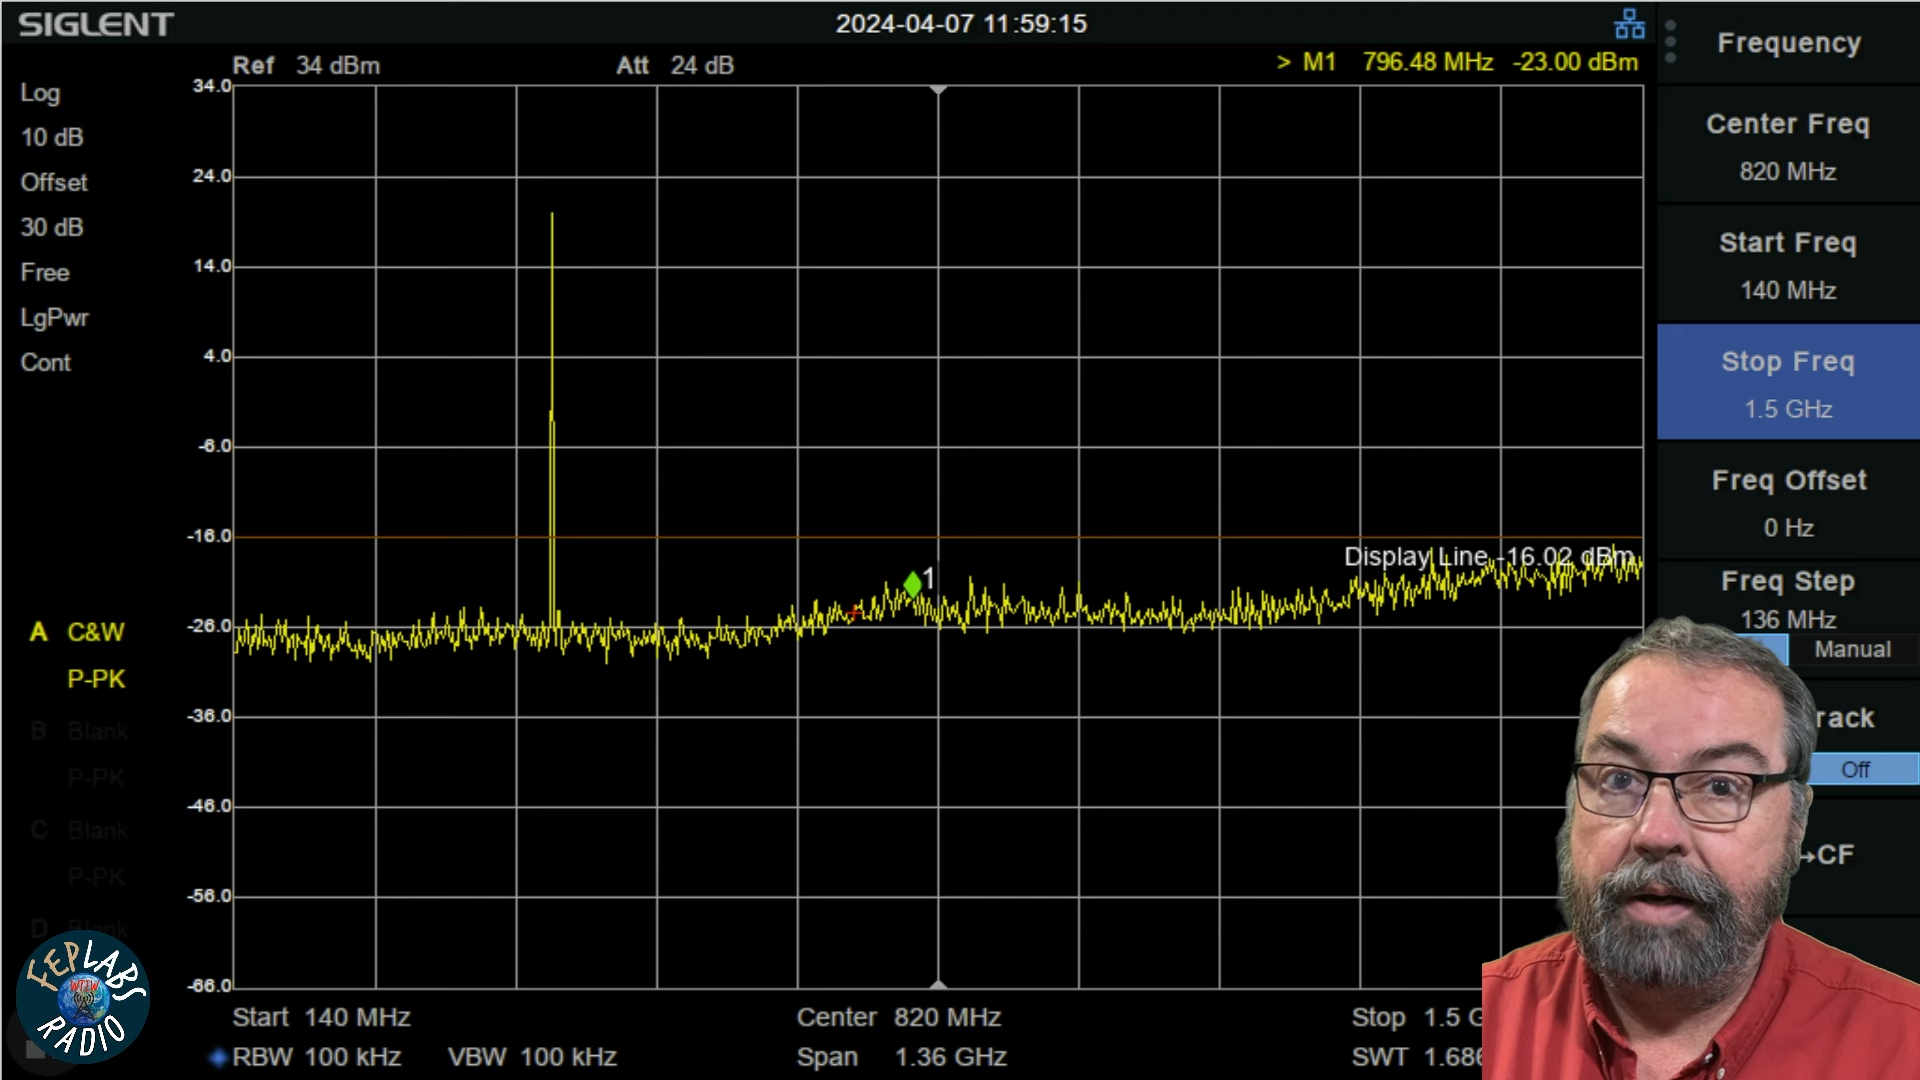 SIGLENT
2024-04-07 11:59:15
Ref 34 dBm Att 24 dB > M1 796.48 MHz -23.00 dBm
Log
10 dB
Offset
30 dB
Free
LgPwr
Cont
A C&W
P-PK
B Blank
P-PK
C Blank
P-PK
D Blank
34.0
24.0
14.0
4.0
-6.0
-16.0
-26.0
-36.0
-46.0
-56.0
-66.0
1
Display Line -16.02 dBm
Start 140 MHz Center 820 MHz Stop 1.5 G
RBW 100 kHz VBW 100 kHz Span 1.36 GHz SWT 1.686
Frequency
Center Freq
820 MHz
Start Freq
140 MHz
Stop Freq
1.5 GHz
Freq Offset
0 Hz
Freq Step
136 MHz
Manual
rack
Off
→CF
FEPLABS
RADIO